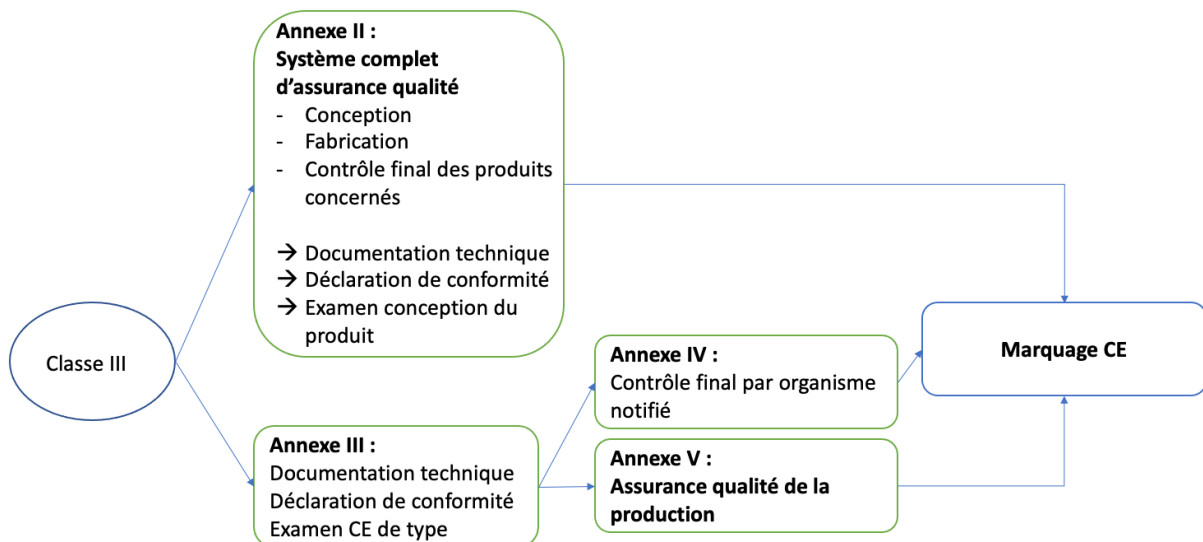 Annexe II :
Système complet
d’assurance qualité
- Conception
- Fabrication
- Contrôle final des produits
concernés
→ Documentation technique
→ Déclaration de conformité
→ Examen conception du
produit
Classe III
Annexe III :
Documentation technique
Déclaration de conformité
Examen CE de type
Annexe IV :
Contrôle final par organisme
notifié
Annexe V :
Assurance qualité de la
production
Marquage CE